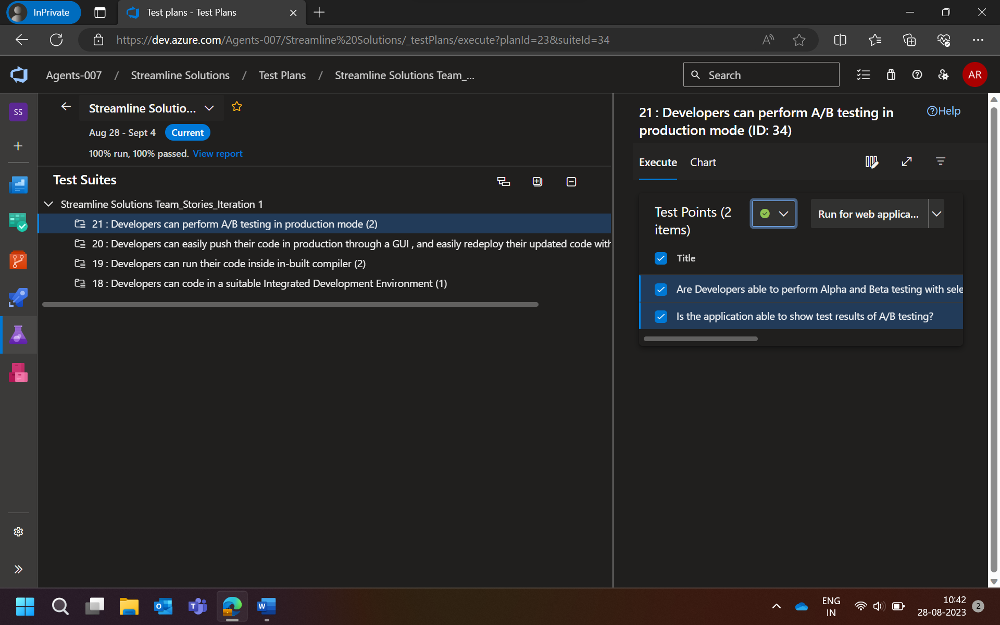 InPrivate
Test plans - Test Plans
https://dev.azure.com/Agents-007/Streamline%20Solutions/_testPlans/execute?planId=23&suiteId=34
Agents-007 / Streamline Solutions / Test Plans / Streamline Solutions Team_...
Search
AR
SS
Streamline Solutio...
Aug 28 - Sept 4 Current
100% run, 100% passed. View report
Test Suites
Streamline Solutions Team_Stories_Iteration 1
21 : Developers can perform A/B testing in production mode (2)
20 : Developers can easily push their code in production through a GUI , and easily redeploy their updated code with
19 : Developers can run their code inside in-built compiler (2)
18 : Developers can code in a suitable Integrated Development Environment (1)
21 : Developers can perform A/B testing in
production mode (ID: 34)
Help
Execute Chart
Test Points (2
items)
Run for web applica...
Title
Are Developers able to perform Alpha and Beta testing with sele
Is the application able to show test results of A/B testing?
ENG
IN
10:42
28-08-2023
2